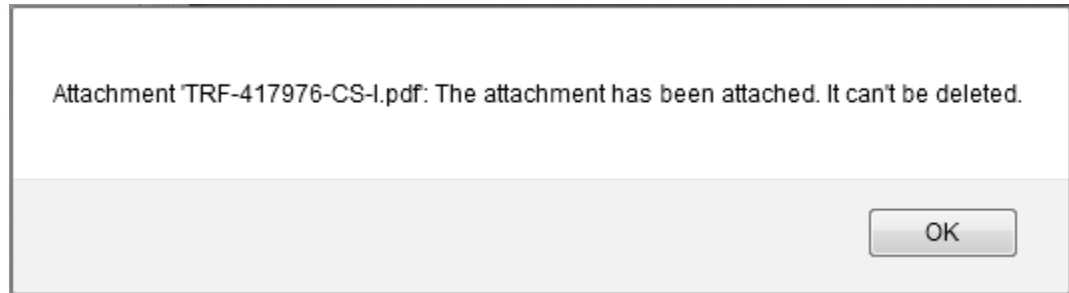 Attachment 'TRF-417976-CS-I.pdf': The attachment has been attached. It can't be deleted.
OK